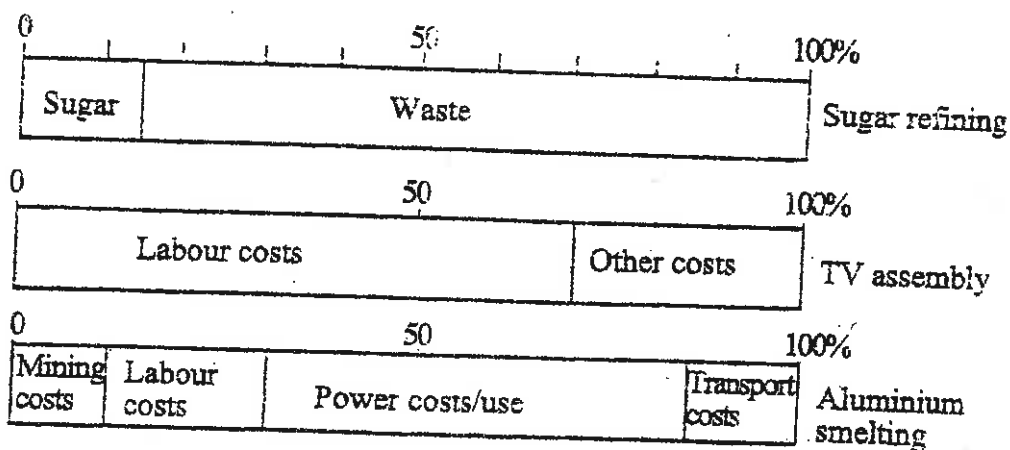 0 50 100%
Sugar Waste Sugar refining
0 50 100%
Labour costs Other costs TV assembly
0 50 100%
Mining costs Labour costs Power costs/use Transport costs Aluminium smelting